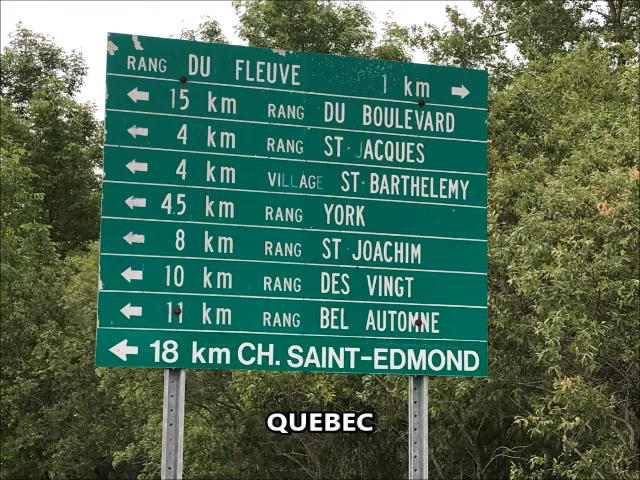 RANG DU FLEUVE 1 km →
← 15 km RANG DU BOULEVARD
← 4 km RANG ST-JACQUES
← 4 km VILLAGE ST-BARTHELEMY
← 45 km RANG YORK
← 8 km RANG ST JOACHIM
← 10 km RANG DES VINGT
← 11 km RANG BEL AUTOMNE
← 18 km CH. SAINT-EDMOND
QUEBEC